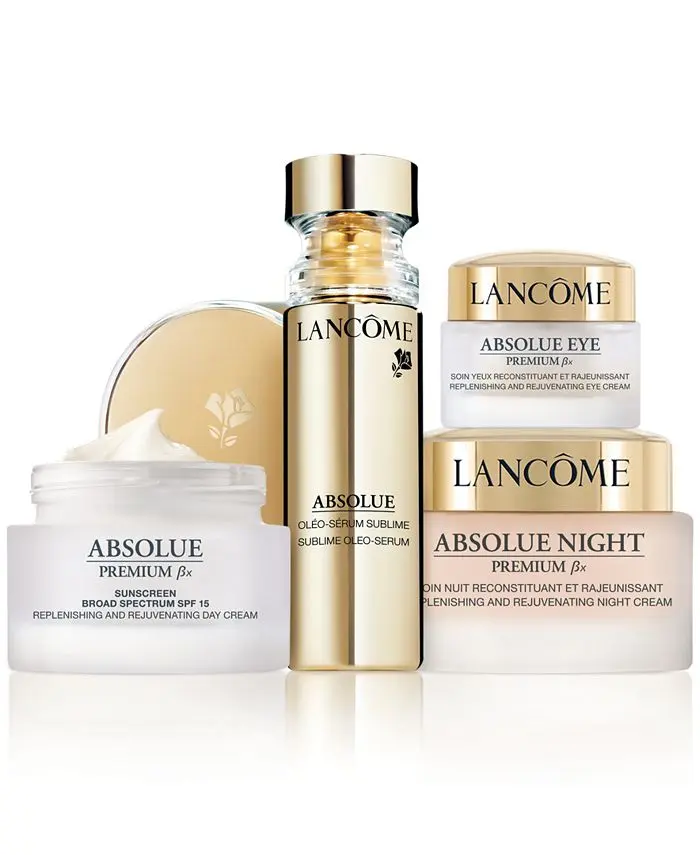 LANCÔME
ABSOLUE
OLÉO-SÉRUM SUBLIME
SUBLIME OLEO-SERUM
LANCÔME
ABSOLUE EYE
PREMIUM βx
SOIN YEUX RECONSTITUANT ET RAJEUNISSANT
REPLENISHING AND REJUVENATING EYE CREAM
ABSOLUE
PREMIUM βx
SUNSCREEN
BROAD SPECTRUM SPF 15
REPLENISHING AND REJUVENATING DAY CREAM
LANCÔME
ABSOLUE NIGHT
PREMIUM βx
OIN NUIT RECONSTITUANT ET RAJEUNISSANT
PLENISHING AND REJUVENATING NIGHT CREAM